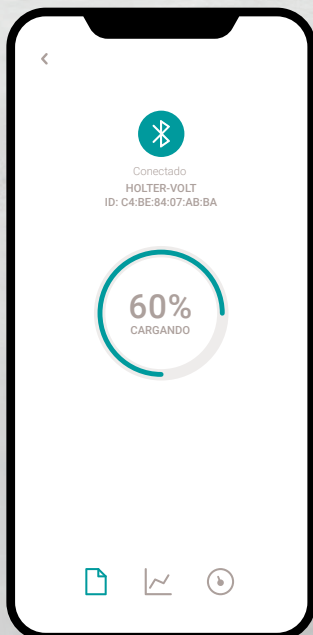 Conectado
HOLTER-VOLT
ID: C4:BE:84:07:AB:BA
60%
CARGANDO